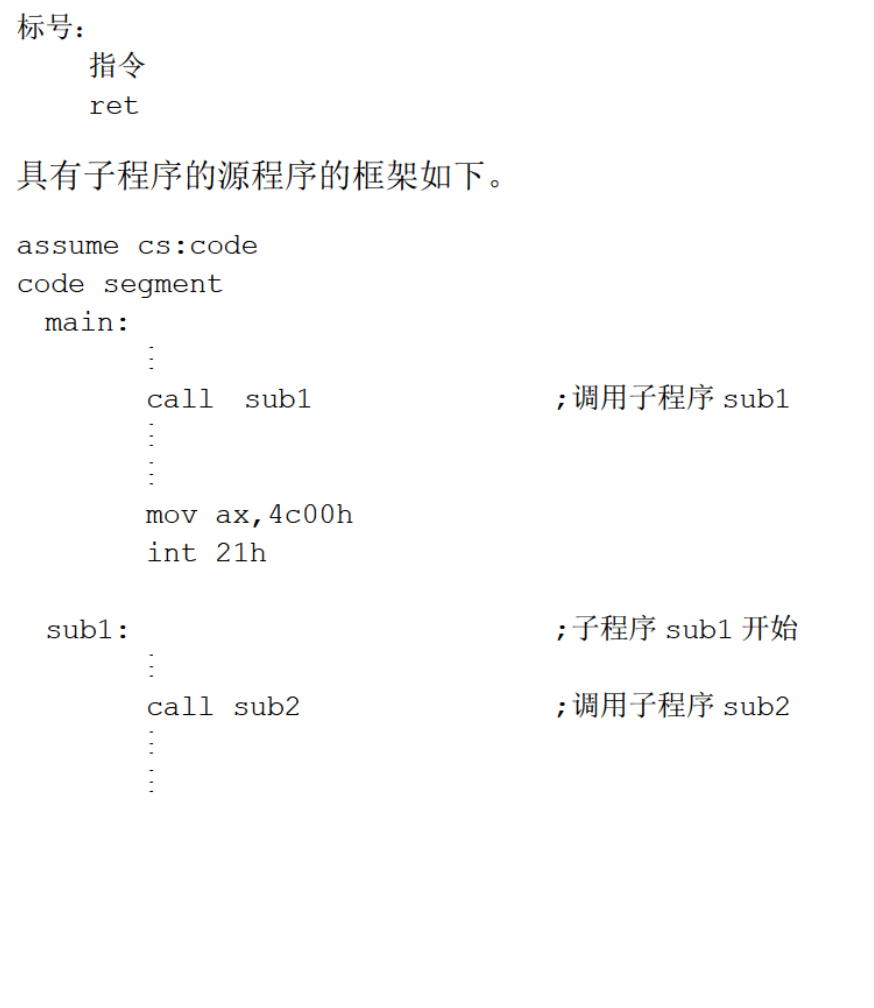 标号：
指令
ret
具有子程序的源程序的框架如下。
assume cs:code
code segment
main:
⋮
call sub1 ;调用子程序 sub1
⋮
⋮
mov ax,4c00h
int 21h
sub1: ;子程序 sub1 开始
⋮
call sub2 ;调用子程序 sub2
⋮
⋮